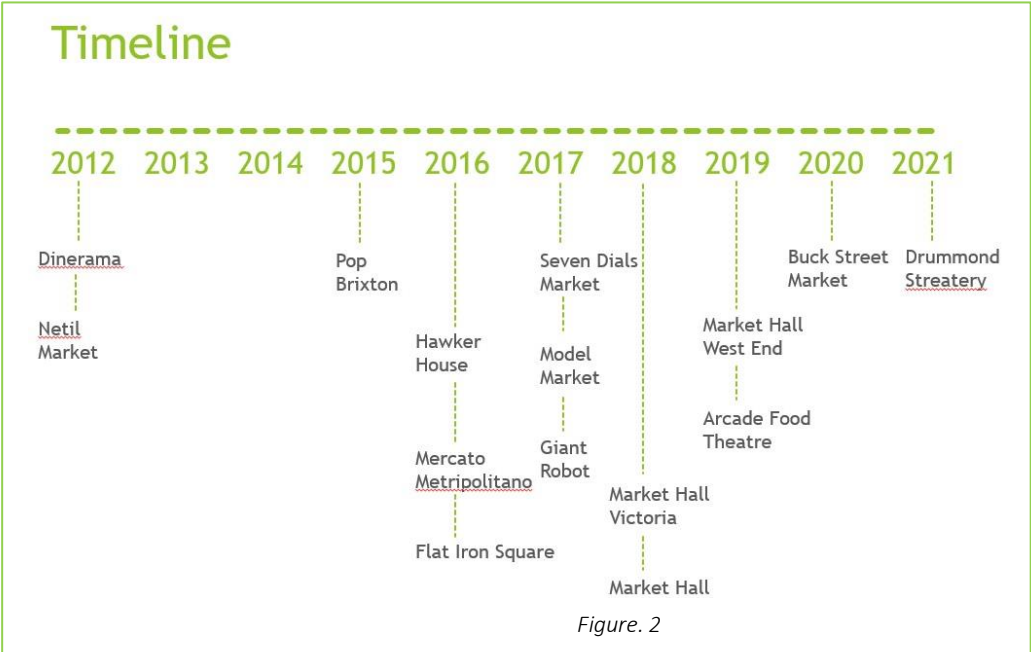 Timeline
2012 2013 2014 2015 2016 2017 2018 2019 2020 2021
Dinerama
Netil
Market
Pop
Brixton
Hawker
House
Mercato
Metripolitano
Flat Iron Square
Seven Dials
Market
Model
Market
Giant
Robot
Market Hall
Victoria
Market Hall
Market Hall
West End
Arcade Food
Theatre
Buck Street
Market
Drummond
Streatery
Figure. 2